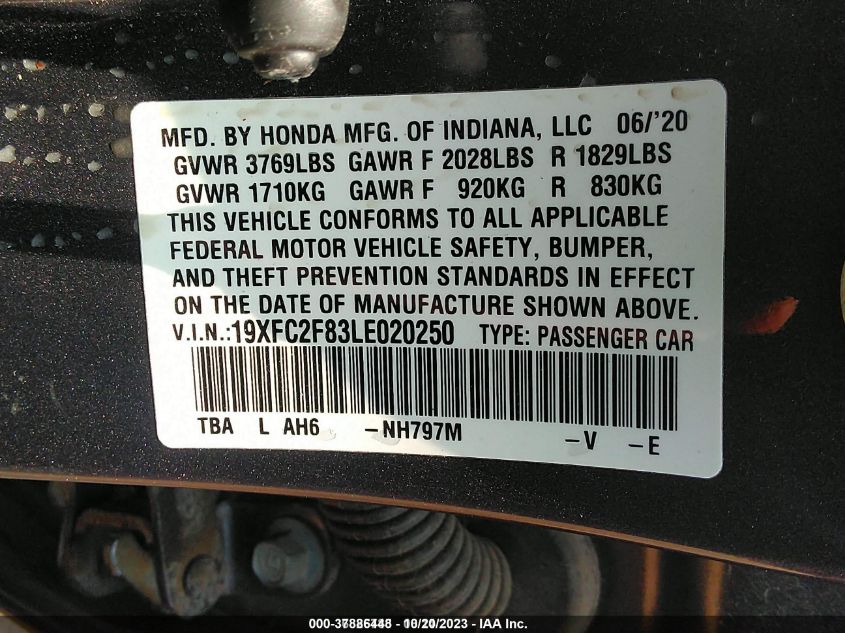 MFD. BY HONDA MFG. OF INDIANA, LLC 06/'20
GVWR 3769LBS GAWR F 2028LBS R 1829LBS
GVWR 1710KG GAWR F 920KG R 830KG
THIS VEHICLE CONFORMS TO ALL APPLICABLE
FEDERAL MOTOR VEHICLE SAFETY, BUMPER,
AND THEFT PREVENTION STANDARDS IN EFFECT
ON THE DATE OF MANUFACTURE SHOWN ABOVE.
V.I.N.:19XFC2F83LE020250 TYPE: PASSENGER CAR
TBA L AH6 -NH797M -V -E
- IAA Inc.